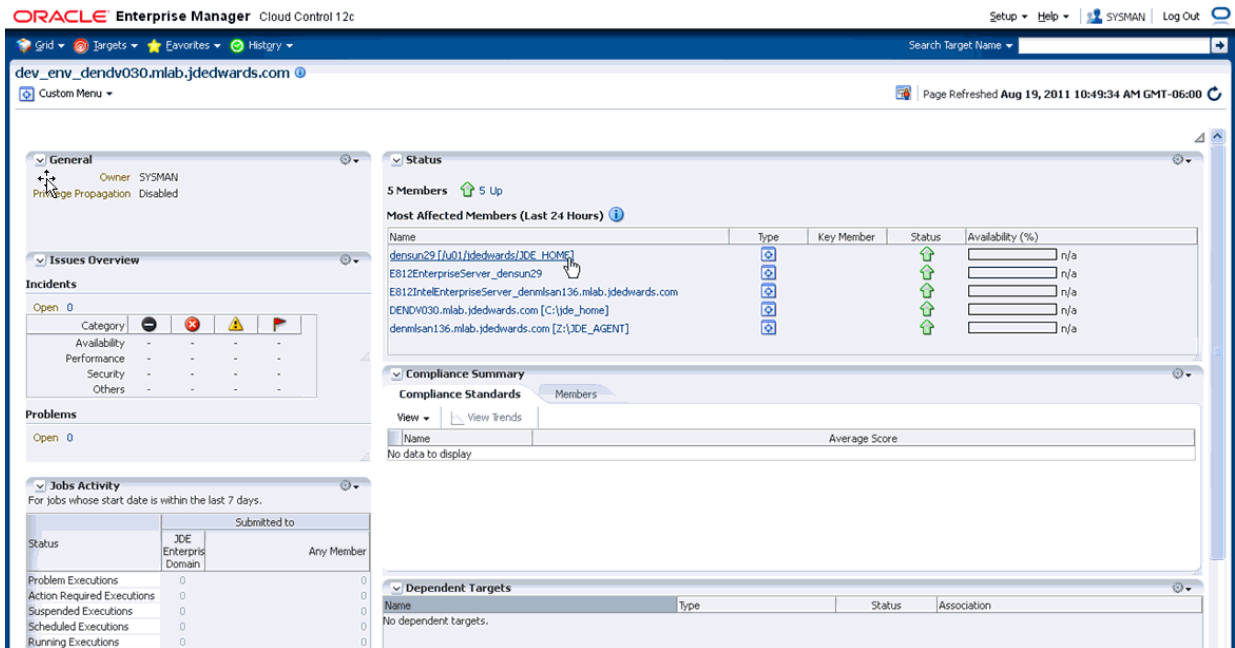 ORACLE Enterprise Manager Cloud Control 12c
Setup Help SYSMAN Log Out
Grid Targets Favorites History
Search Target Name
dev_env_dendv030.mlab.jdedwards.com
Custom Menu
Page Refreshed Aug 19, 2011 10:49:34 AM GMT-06:00
General
Owner SYSMAN
Privilege Propagation Disabled
Issues Overview
Incidents
Open 0
Category
Availability - - - -
Performance - - - -
Security - - - -
Others - - - -
Problems
Open 0
Jobs Activity
For jobs whose start date is within the last 7 days.
Submitted to
Status
JDE
Enterpris
Domain
Any Member
Problem Executions 0 0
Action Required Executions 0 0
Suspended Executions 0 0
Scheduled Executions 0 0
Running Executions 0 0
Status
5 Members 5 Up
Most Affected Members (Last 24 Hours)
Name Type Key Member Status Availability (%)
densun29 [/u01/jdedwards/JDE_HOME] n/a
E812EnterpriseServer_densun29 n/a
E812IntelEnterpriseServer_denmlsan136.mlab.jdedwards.com n/a
DENDV030.mlab.jdedwards.com [C:\jde_home] n/a
denmlsan136.mlab.jdedwards.com [Z:\JDE_AGENT] n/a
Compliance Summary
Compliance Standards Members
View View Trends
Name Average Score
No data to display
Dependent Targets
Name Type Status Association
No dependent targets.